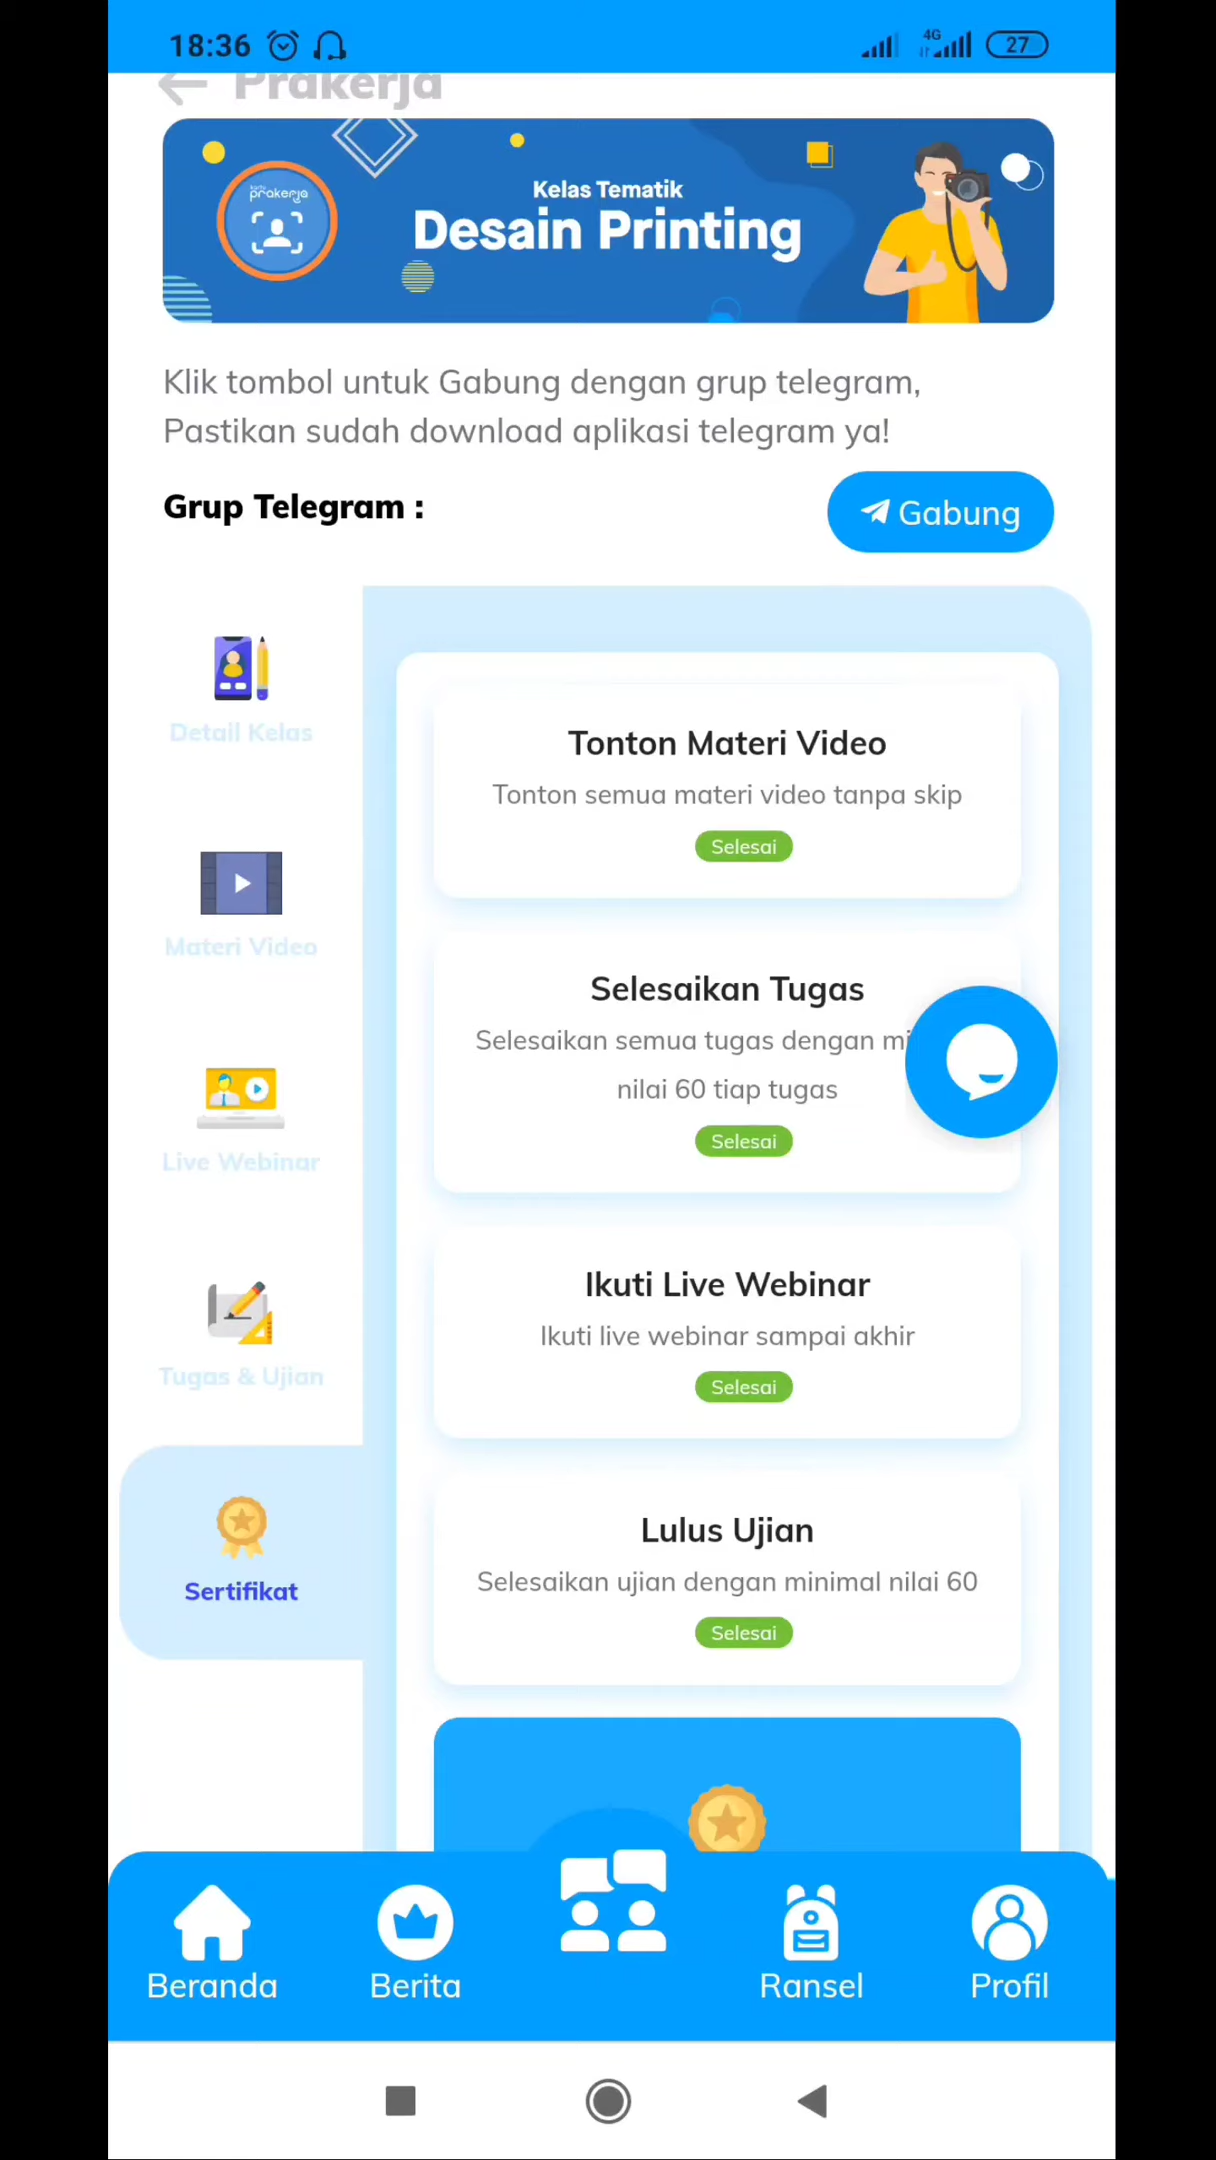 18:36
4G
27
Prakerja
prakerja
Kelas Tematik
Desain Printing
Klik tombol untuk Gabung dengan grup telegram,
Pastikan sudah download aplikasi telegram ya!
Grup Telegram :
Gabung
Detail Kelas
Materi Video
Live Webinar
Tugas & Ujian
Sertifikat
Tonton Materi Video
Tonton semua materi video tanpa skip
Selesai
Selesaikan Tugas
Selesaikan semua tugas dengan mi
nilai 60 tiap tugas
Selesai
Ikuti Live Webinar
Ikuti live webinar sampai akhir
Selesai
Lulus Ujian
Selesaikan ujian dengan minimal nilai 60
Selesai
Beranda
Berita
Ransel
Profil